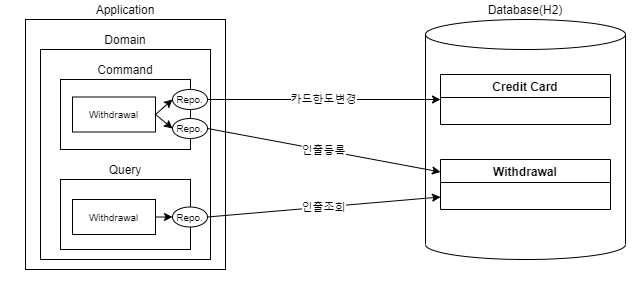 Application
Database(H2)
Domain
Command
Repo.
카드한도변경
Credit Card
Withdrawal
Repo.
인출등록
Query
Withdrawal
Withdrawal
Repo.
인출조회